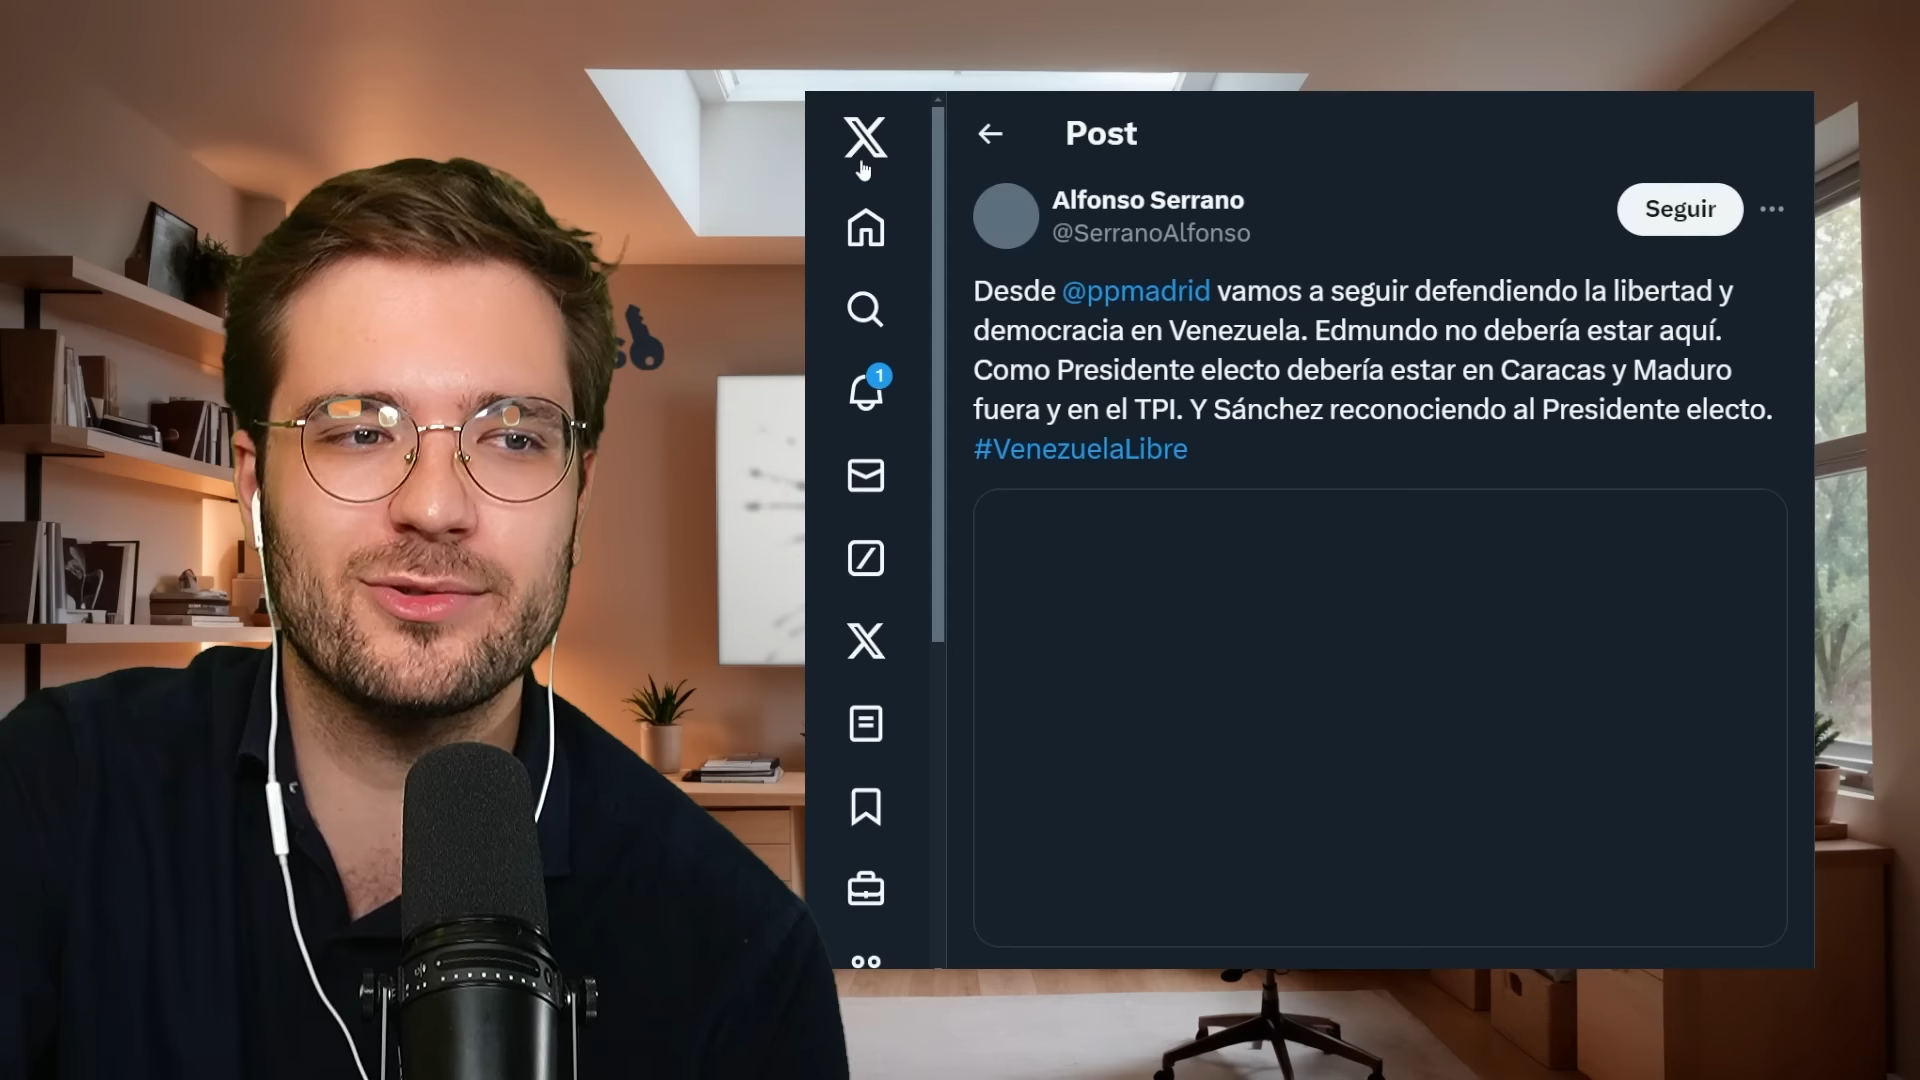 Post
Alfonso Serrano
@SerranoAlfonso
Seguir
1
Desde @ppmadrid vamos a seguir defendiendo la libertad y
democracia en Venezuela. Edmundo no debería estar aquí.
Como Presidente electo debería estar en Caracas y Maduro
fuera y en el TPI. Y Sánchez reconociendo al Presidente electo.
#VenezuelaLibre